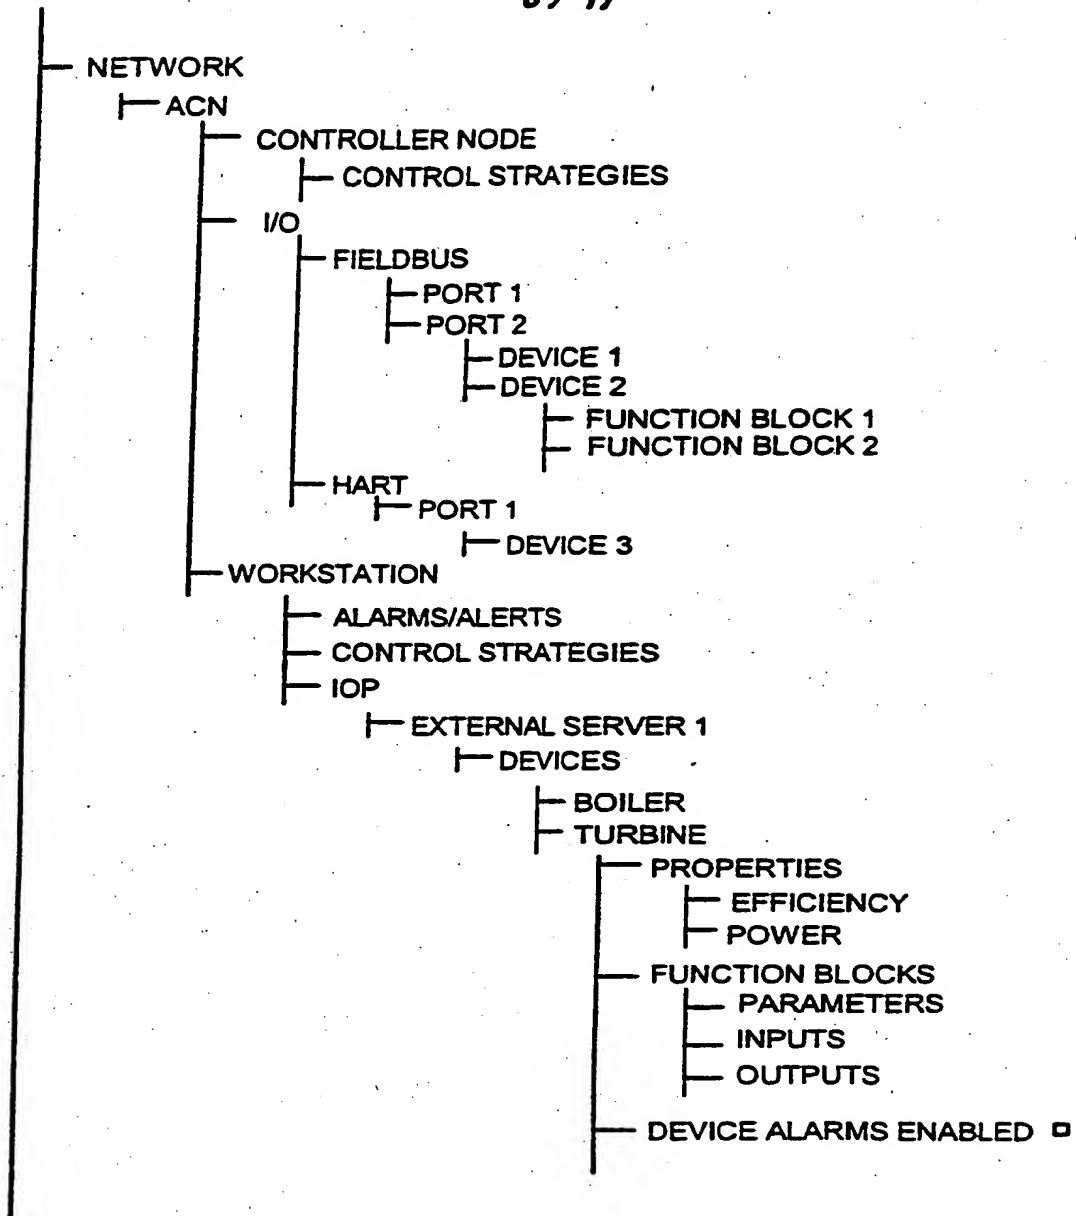 NETWORK
ACN
CONTROLLER NODE
CONTROL STRATEGIES
I/O
FIELDBUS
PORT 1
PORT 2
DEVICE 1
DEVICE 2
FUNCTION BLOCK 1
FUNCTION BLOCK 2
HART
PORT 1
DEVICE 3
WORKSTATION
ALARMS/ALERTS
CONTROL STRATEGIES
IOP
EXTERNAL SERVER 1
DEVICES
BOILER
TURBINE
PROPERTIES
EFFICIENCY
POWER
FUNCTION BLOCKS
PARAMETERS
INPUTS
OUTPUTS
DEVICE ALARMS ENABLED